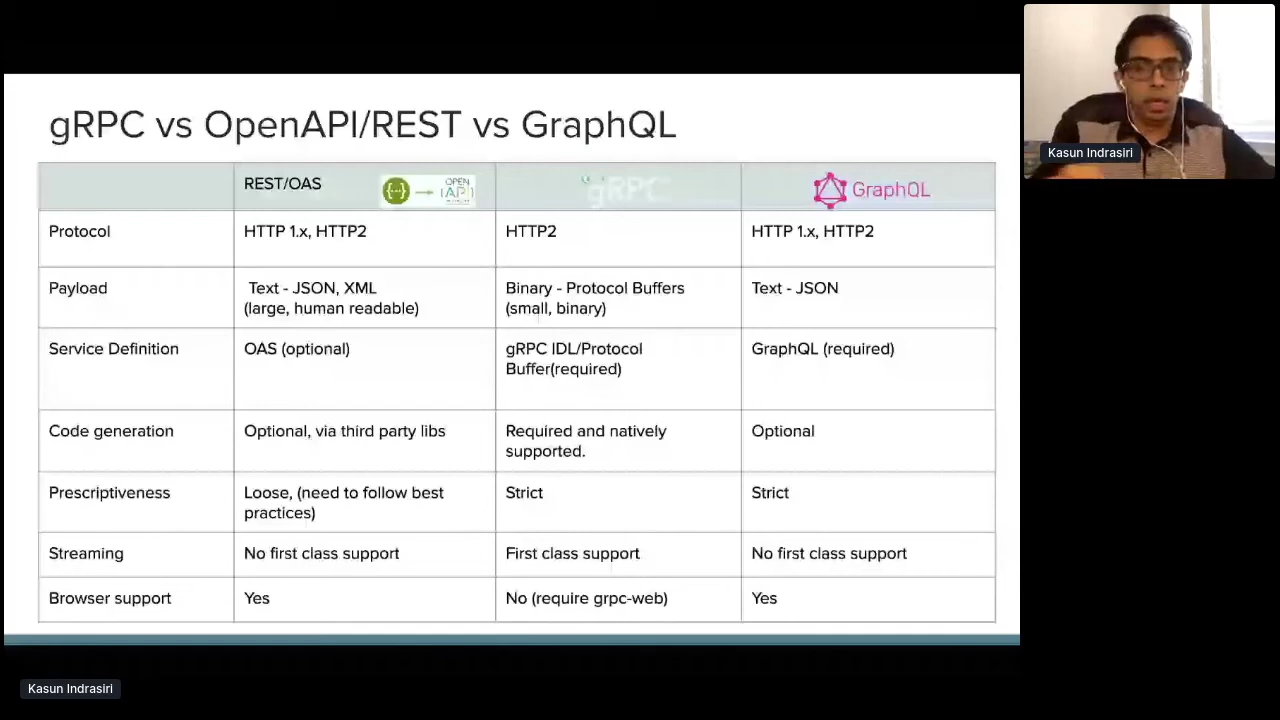 gRPC vs OpenAPI/REST vs GraphQL
REST/OAS
{···}
OPEN
{API}
gRPC
GraphQL
Protocol
HTTP 1.x, HTTP2
HTTP2
HTTP 1.x, HTTP2
Payload
Text - JSON, XML
(large, human readable)
Binary - Protocol Buffers
(small, binary)
Text - JSON
Service Definition
OAS (optional)
gRPC IDL/Protocol
Buffer(required)
GraphQL (required)
Code generation
Optional, via third party libs
Required and natively
supported.
Optional
Prescriptiveness
Loose, (need to follow best
practices)
Strict
Strict
Streaming
No first class support
First class support
No first class support
Browser support
Yes
No (require grpc-web)
Yes
Kasun Indrasiri
Kasun Indrasiri